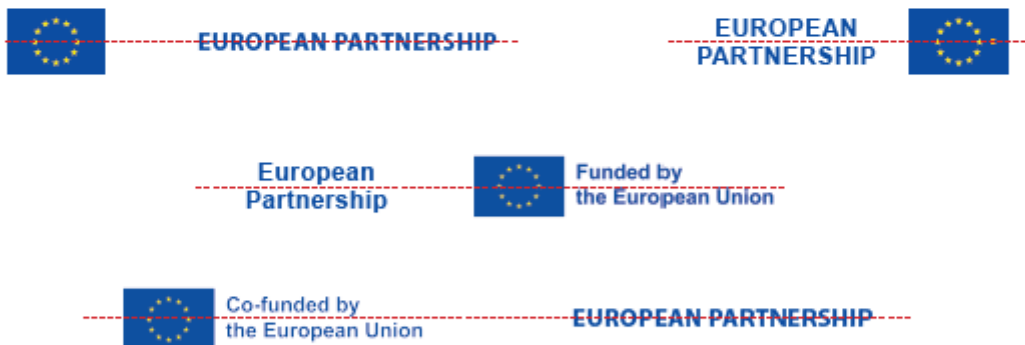 EUROPEAN PARTNERSHIP
EUROPEAN
PARTNERSHIP
European
Partnership
Funded by
the European Union
Co-funded by
the European Union
EUROPEAN PARTNERSHIP